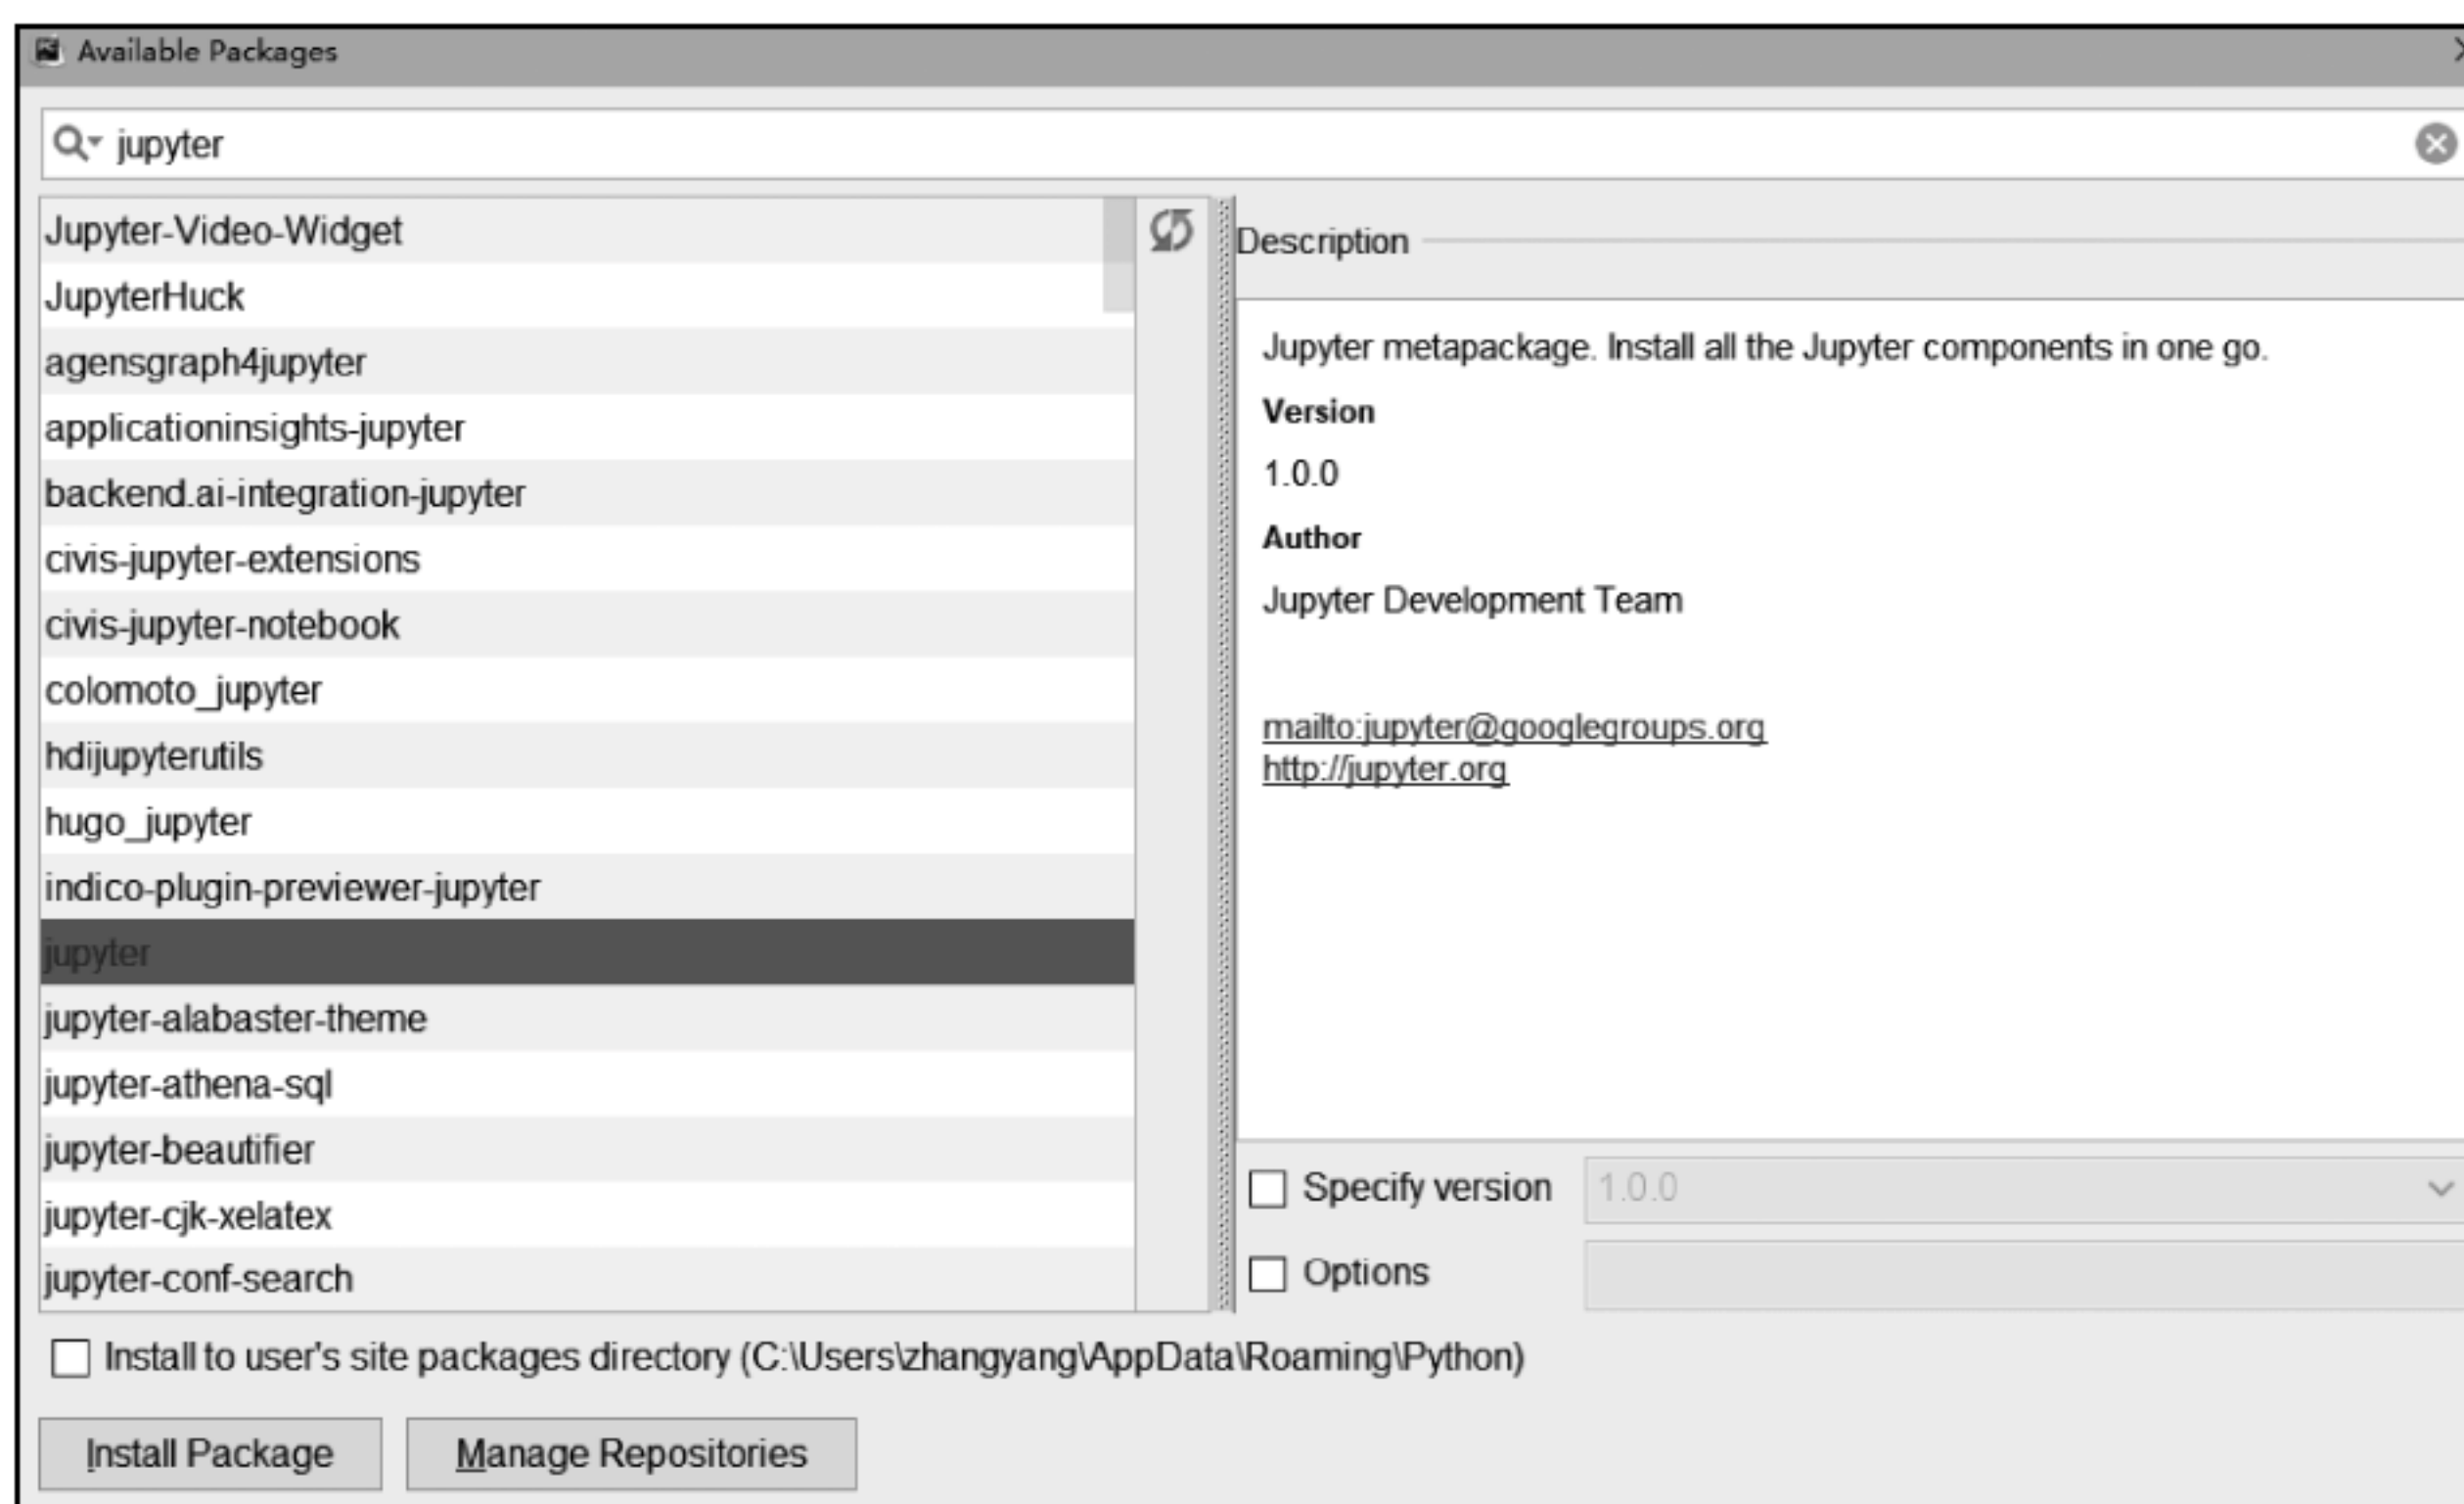 Available Packages
jupyter
Jupyter-Video-Widget
JupyterHuck
agensgraph4jupyter
applicationinsights-jupyter
backend.ai-integration-jupyter
civis-jupyter-extensions
civis-jupyter-notebook
colomoto_jupyter
hdijupyterutils
hugo_jupyter
indico-plugin-previewer-jupyter
jupyter
jupyter-alabaster-theme
jupyter-athena-sql
jupyter-beautifier
jupyter-cjk-xelatex
jupyter-conf-search
Description
Jupyter metapackage. Install all the Jupyter components in one go.
Version
1.0.0
Author
Jupyter Development Team
mailto:jupyter@googlegroups.org
http://jupyter.org
Specify version 1.0.0
Options
Install to user's site packages directory (C:\Users\zhangyang\AppData\Roaming\Python)
Install Package Manage Repositories